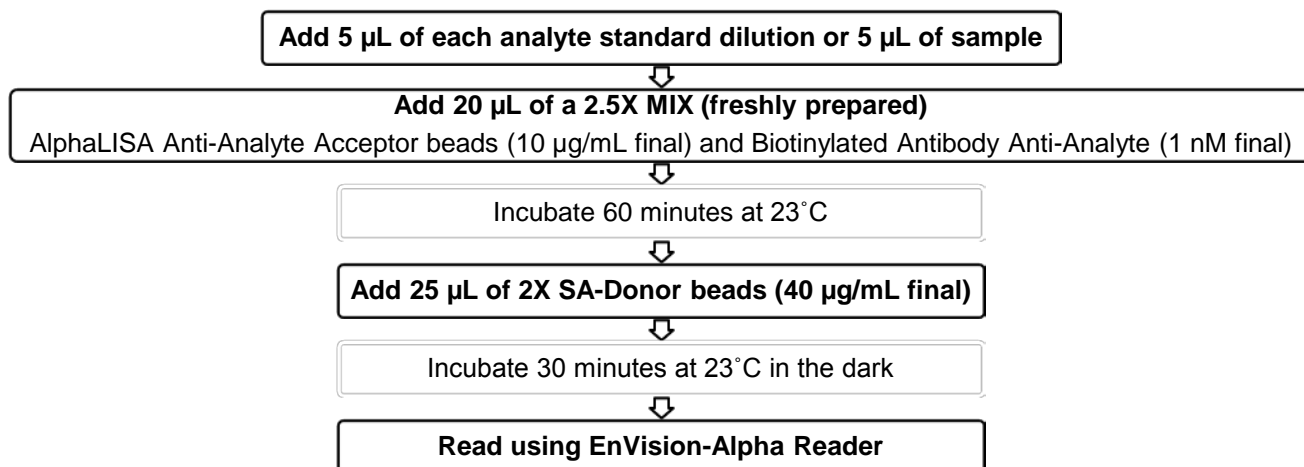 Add 5 µL of each analyte standard dilution or 5 µL of sample
Add 20 µL of a 2.5X MIX (freshly prepared)
AlphaLISA Anti-Analyte Acceptor beads (10 µg/mL final) and Biotinylated Antibody Anti-Analyte (1 nM final)
Incubate 60 minutes at 23˚C
Add 25 µL of 2X SA-Donor beads (40 µg/mL final)
Incubate 30 minutes at 23˚C in the dark
Read using EnVision-Alpha Reader